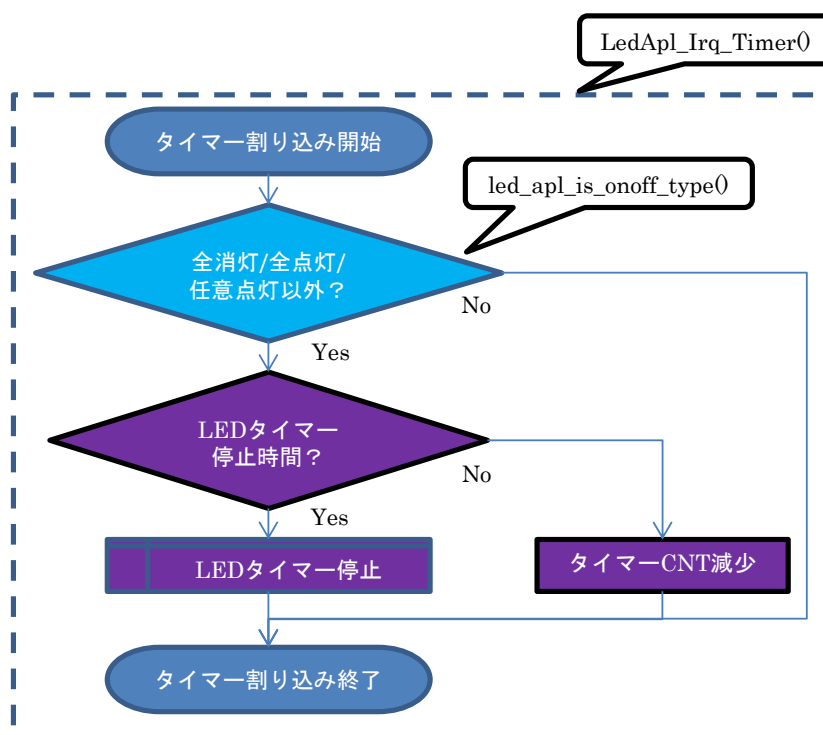 LedApl_Irq_Timer()
タイマー割り込み開始
led_apl_is_onoff_type()
全消灯/全点灯/
任意点灯以外？
No
Yes
LEDタイマー
停止時間？
No
Yes
LEDタイマー停止
タイマーCNT減少
タイマー割り込み終了